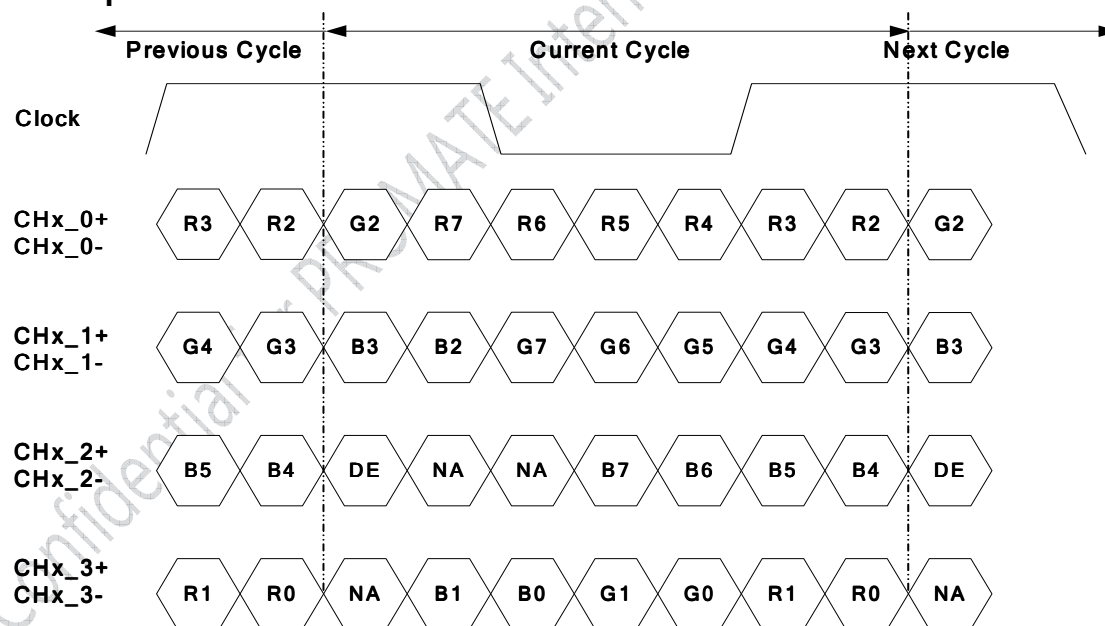 Previous Cycle Current Cycle Next Cycle
Clock
CHx_0+
CHx_0-
R3 R2 G2 R7 R6 R5 R4 R3 R2 G2
CHx_1+
CHx_1-
G4 G3 B3 B2 G7 G6 G5 G4 G3 B3
CHx_2+
CHx_2-
B5 B4 DE NA NA B7 B6 B5 B4 DE
CHx_3+
CHx_3-
R1 R0 NA B1 B0 G1 G0 R1 R0 NA